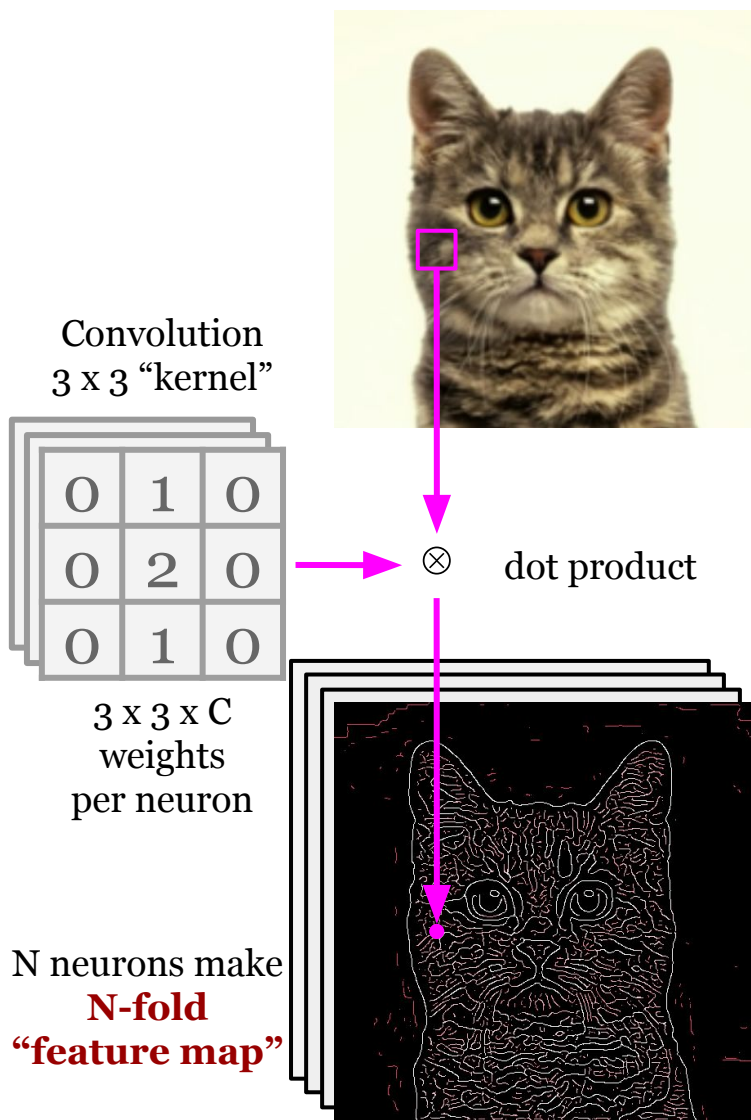 Convolution
3 x 3 “kernel”
0 1 0
0 2 0
0 1 0
⊗ dot product
3 x 3 x C
weights
per neuron
N neurons make
N-fold
“feature map”